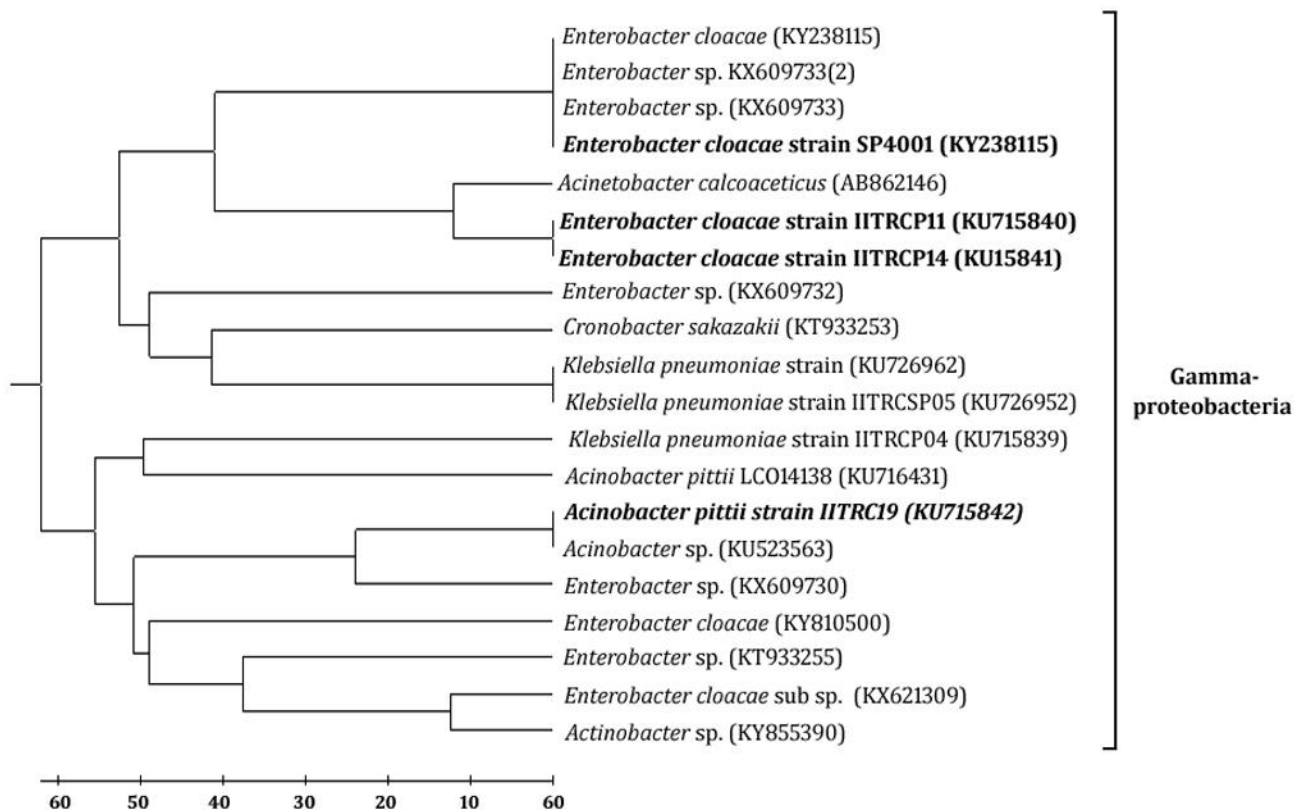 Enterobacter cloacae (KY238115)
Enterobacter sp. KX609733(2)
Enterobacter sp. (KX609733)
Enterobacter cloacae strain SP4001 (KY238115)
Acinetobacter calcoaceticus (AB862146)
Enterobacter cloacae strain IITRCP11 (KU715840)
Enterobacter cloacae strain IITRCP14 (KU15841)
Enterobacter sp. (KX609732)
Cronobacter sakazakii (KT933253)
Klebsiella pneumoniae strain (KU726962)
Klebsiella pneumoniae strain IITRCSP05 (KU726952)
Klebsiella pneumoniae strain IITRCP04 (KU715839)
Acinobacter pittii LCO14138 (KU716431)
Acinobacter pittii strain IITRC19 (KU715842)
Acinobacter sp. (KU523563)
Enterobacter sp. (KX609730)
Enterobacter cloacae (KY810500)
Enterobacter sp. (KT933255)
Enterobacter cloacae sub sp. (KX621309)
Actinobacter sp. (KY855390)
Gamma-
proteobacteria
60 50 40 30 20 10 60